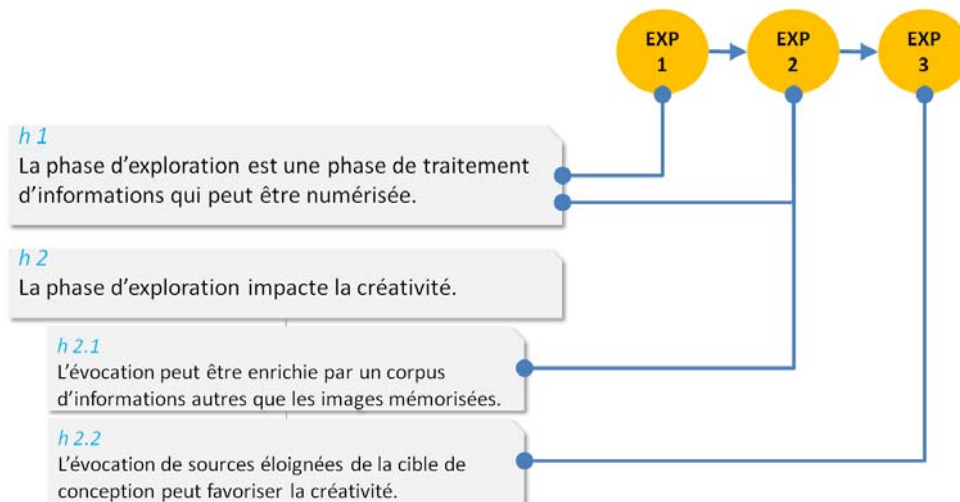 EXP
1
EXP
2
EXP
3
h 1
La phase d’exploration est une phase de traitement
d’informations qui peut être numérisée.
h 2
La phase d’exploration impacte la créativité.
h 2.1
L’évocation peut être enrichie par un corpus
d’informations autres que les images mémorisées.
h 2.2
L’évocation de sources éloignées de la cible de
conception peut favoriser la créativité.